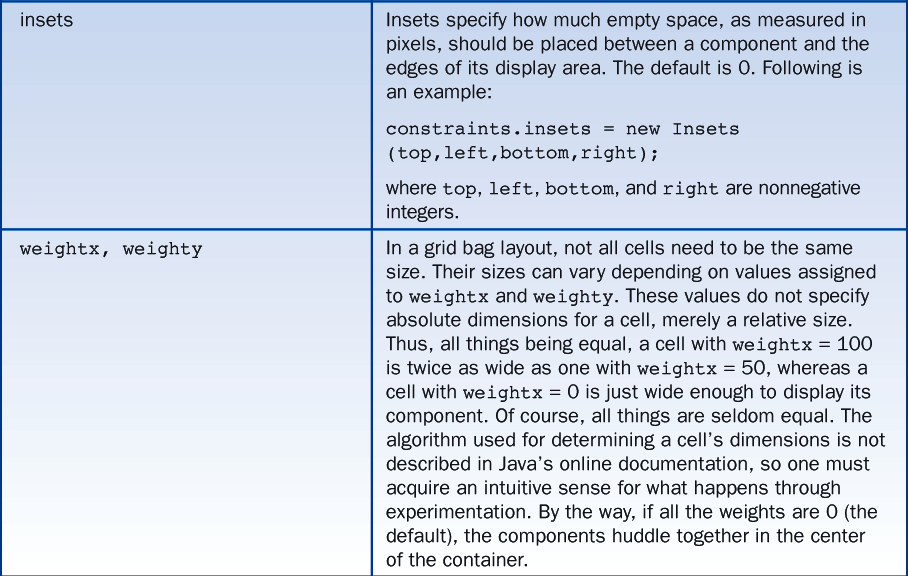 insets
Insets specify how much empty space, as measured in
pixels, should be placed between a component and the
edges of its display area. The default is 0. Following is
an example:
constraints.insets = new Insets
(top,left,bottom,right);
where top, left, bottom, and right are nonnegative
integers.
weightx, weighty
In a grid bag layout, not all cells need to be the same
size. Their sizes can vary depending on values assigned
to weightx and weighty. These values do not specify
absolute dimensions for a cell, merely a relative size.
Thus, all things being equal, a cell with weightx = 100
is twice as wide as one with weightx = 50, whereas a
cell with weightx = 0 is just wide enough to display its
component. Of course, all things are seldom equal. The
algorithm used for determining a cell's dimensions is not
described in Java's online documentation, so one must
acquire an intuitive sense for what happens through
experimentation. By the way, if all the weights are 0 (the
default), the components huddle together in the center
of the container.